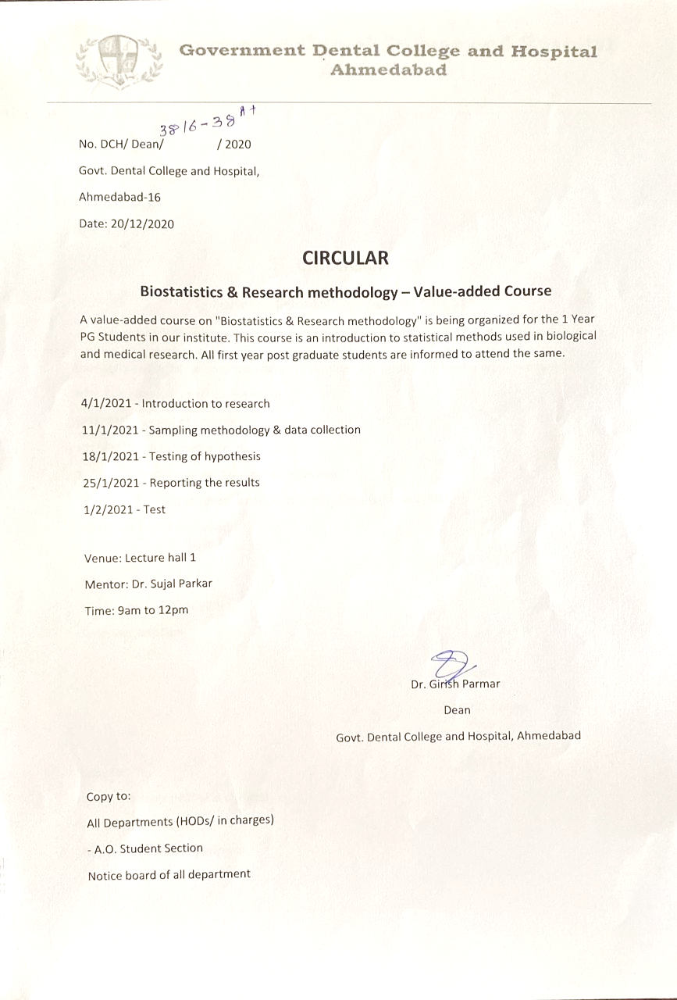 Government Dental College and Hospital
Ahmedabad
3816-38
No. DCH/ Dean/ / 2020
Govt. Dental College and Hospital,
Ahmedabad-16
Date: 20/12/2020
CIRCULAR
Biostatistics & Research methodology – Value-added Course
A value-added course on "Biostatistics & Research methodology" is being organized for the 1 Year
PG Students in our institute. This course is an introduction to statistical methods used in biological
and medical research. All first year post graduate students are informed to attend the same.
4/1/2021 - Introduction to research
11/1/2021 - Sampling methodology & data collection
18/1/2021 - Testing of hypothesis
25/1/2021 - Reporting the results
1/2/2021 - Test
Venue: Lecture hall 1
Mentor: Dr. Sujal Parkar
Time: 9am to 12pm
Dr. Girish Parmar
Dean
Govt. Dental College and Hospital, Ahmedabad
Copy to:
All Departments (HODs/ in charges)
- A.O. Student Section
Notice board of all department